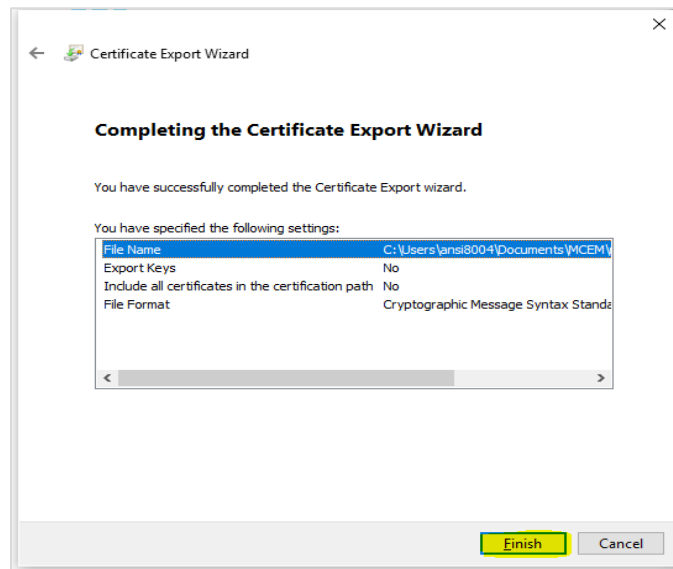 Certificate Export Wizard
Completing the Certificate Export Wizard
You have successfully completed the Certificate Export wizard.
You have specified the following settings:
File Name C:\Users\ansi8004\Documents\MCEM\
Export Keys No
Include all certificates in the certification path No
File Format Cryptographic Message Syntax Standa
Finish Cancel